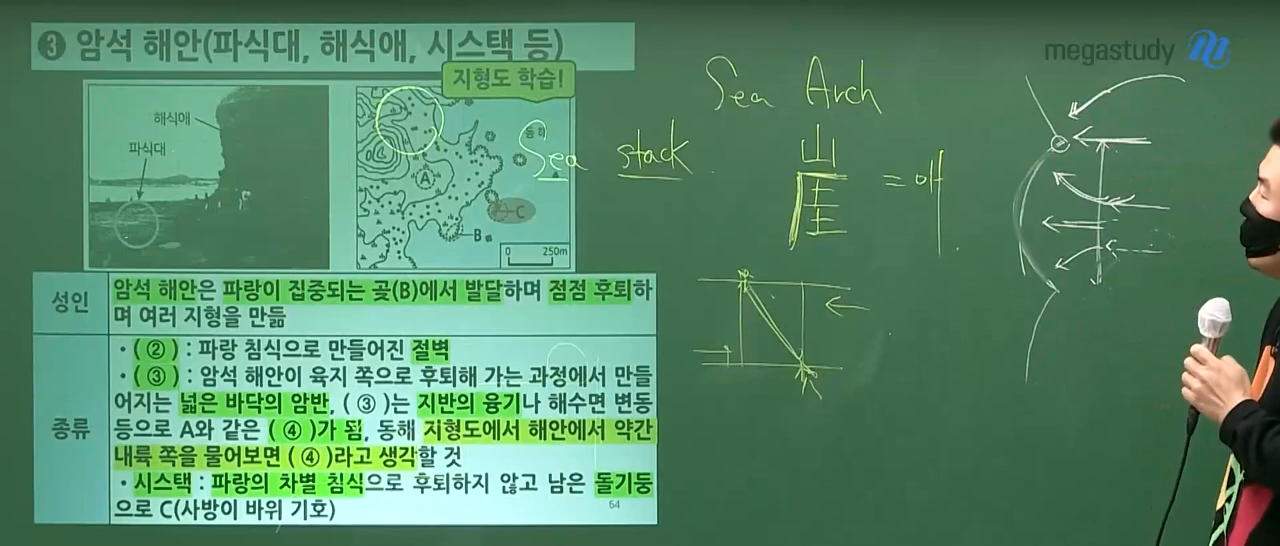 ❸ 암석 해안(파식대, 해식애, 시스택 등)
지형도 학습!
해식애
파식대
동해
A
B
C
0 250m
성인
암석 해안은 파랑이 집중되는 곶(B)에서 발달하며 점점 후퇴하
며 여러 지형을 만듦
종류
· ( ② ) : 파랑 침식으로 만들어진 절벽
· ( ③ ) : 암석 해안이 육지 쪽으로 후퇴해 가는 과정에서 만들
어지는 넓은 바닥의 암반, ( ③ )는 지반의 융기나 해수면 변동
등으로 A와 같은 ( ④ )가 됨, 동해 지형도에서 해안에서 약간
내륙 쪽을 물어보면 ( ④ )라고 생각할 것
· 시스택 : 파랑의 차별 침식으로 후퇴하지 않고 남은 돌기둥
으로 C(사방이 바위 기호)
64
Sea Arch
Sea stack
= 애
megastudy